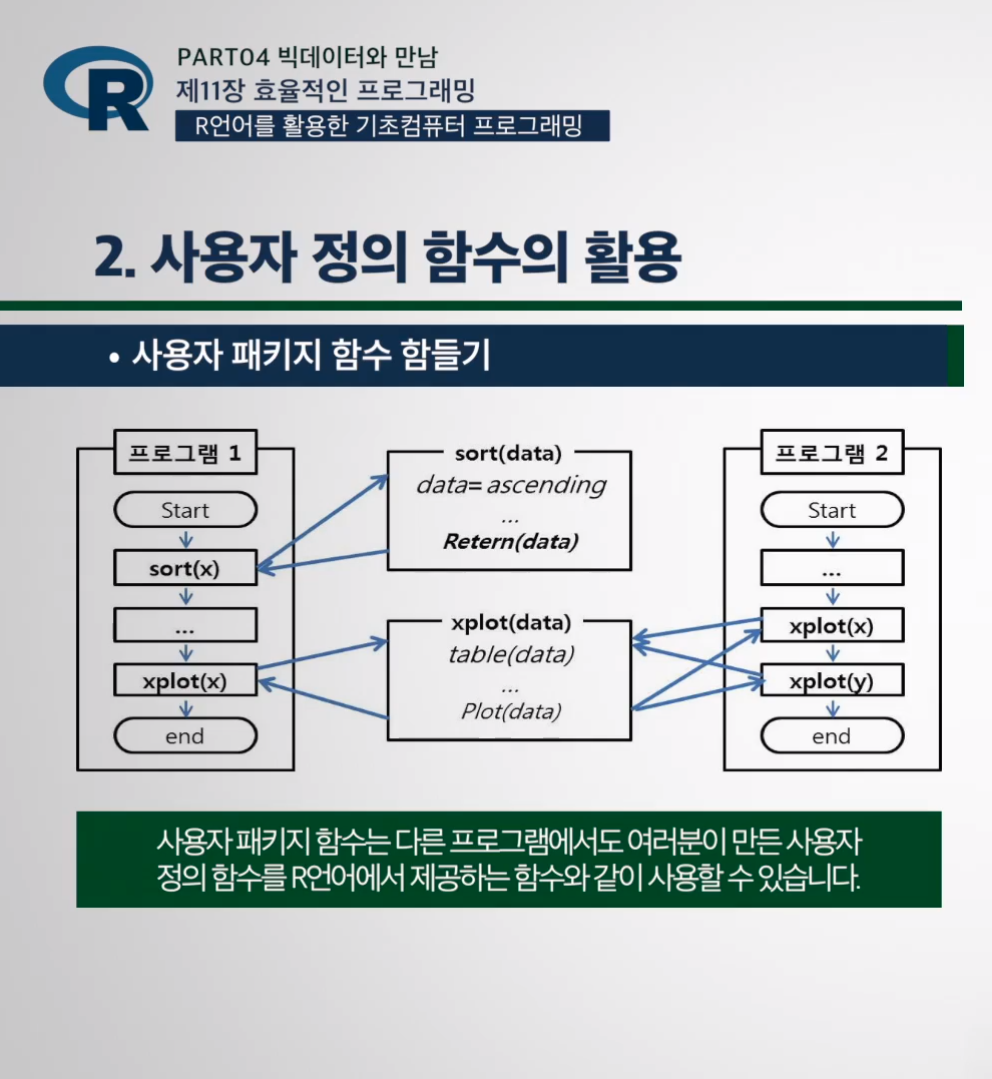 R
PART04 빅데이터와 만남
제11장 효율적인 프로그래밍
R언어를 활용한 기초컴퓨터 프로그래밍
2. 사용자 정의 함수의 활용
• 사용자 패키지 함수 함들기
프로그램 1
Start
sort(x)
...
xplot(x)
end
sort(data)
data= ascending
...
Retern(data)
xplot(data)
table(data)
...
Plot(data)
프로그램 2
Start
...
xplot(x)
xplot(y)
end
사용자 패키지 함수는 다른 프로그램에서도 여러분이 만든 사용자
정의 함수를 R언어에서 제공하는 함수와 같이 사용할 수 있습니다.